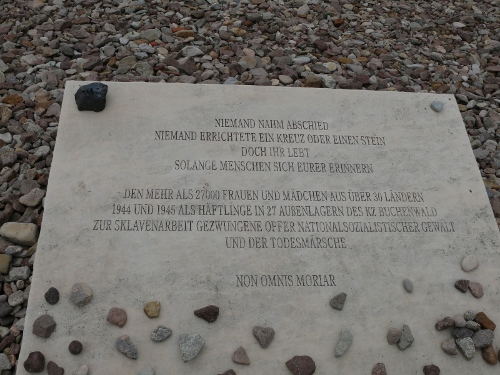 NIEMAND NAHM ABSCHIED
NIEMAND ERRICHTETE EIN KREUZ ODER EINEN STEIN
DOCH IHR LEBT
SOLANGE MENSCHEN SICH EURER ERINNERN
DEN MEHR ALS 27000 FRAUEN UND MÄDCHEN AUS ÜBER 30 LÄNDERN
1944 UND 1945 ALS HÄFTLINGE IN 27 AUßENLAGERN DES KZ BUCHENWALD
ZUR SKLAVENARBEIT GEZWUNGENE OPFER NATIONALSOZIALISTISCHER GEWALT
UND DER TODESMÄRSCHE
NON OMNIS MORIAR